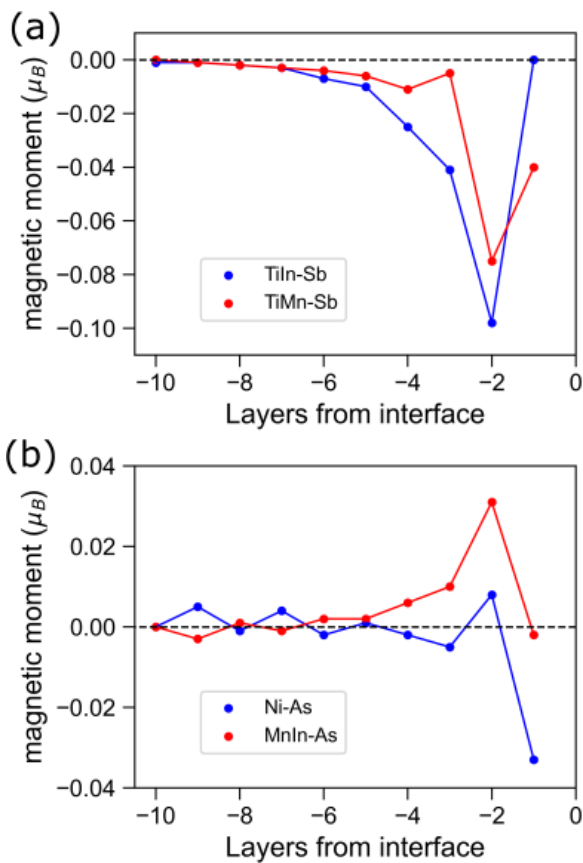 (a)
magnetic moment (μB)
0.00
−0.02
−0.04
−0.06
−0.08
−0.10
TiIn-Sb
TiMn-Sb
−10 −8 −6 −4 −2 0
Layers from interface
(b)
magnetic moment (μB)
0.04
0.02
0.00
−0.02
−0.04
Ni-As
MnIn-As
−10 −8 −6 −4 −2 0
Layers from interface